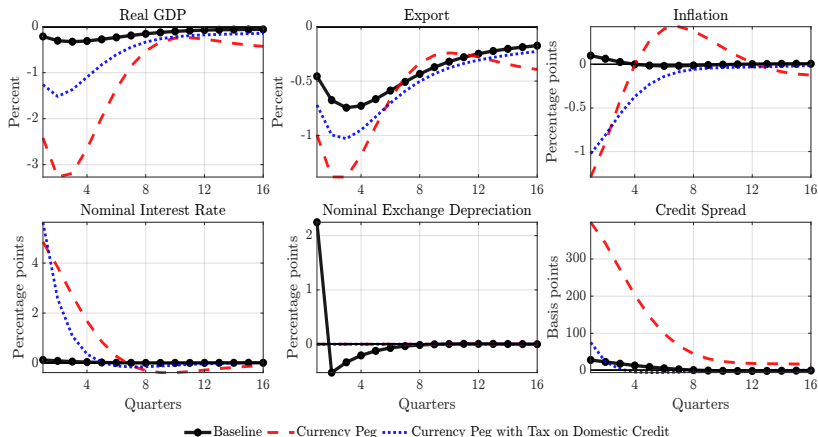 Real GDP
Percent
0
-1
-2
-3
4 8 12 16
Export
Percent
0
-0.5
-1
4 8 12 16
Inflation
Percentage points
0
-0.5
-1
4 8 12 16
Nominal Interest Rate
Percentage points
4
2
0
4 8 12 16
Quarters
Nominal Exchange Depreciation
Percentage points
2
1
0
4 8 12 16
Quarters
Credit Spread
Basis points
300
200
100
0
4 8 12 16
Quarters
Baseline Currency Peg Currency Peg with Tax on Domestic Credit